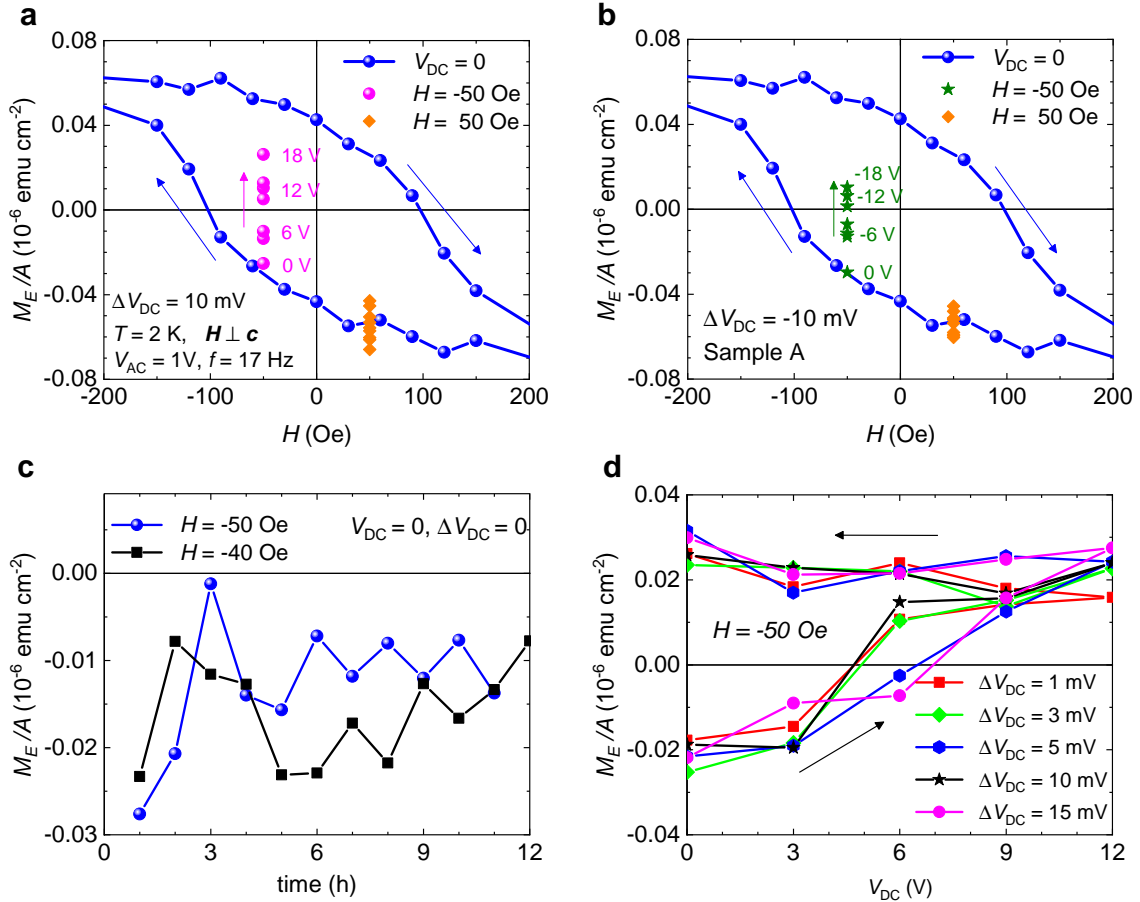 a
M_E/A (10⁻⁶ emu cm⁻²)
0.08
0.04
0.00
-0.04
-0.08
V_DC = 0
H = -50 Oe
H = 50 Oe
18 V
12 V
6 V
0 V
ΔV_DC = 10 mV
T = 2 K, H ⊥ c
V_AC = 1V, f = 17 Hz
-200 -100 0 100 200
H (Oe)
b
M_E/A (10⁻⁶ emu cm⁻²)
0.08
0.04
0.00
-0.04
-0.08
V_DC = 0
H = -50 Oe
H = 50 Oe
-18 V
-12 V
-6 V
0 V
ΔV_DC = -10 mV
Sample A
-200 -100 0 100 200
H (Oe)
c
M_E/A (10⁻⁶ emu cm⁻²)
0.00
-0.01
-0.02
-0.03
H = -50 Oe
H = -40 Oe
V_DC = 0, ΔV_DC = 0
0 3 6 9 12
time (h)
d
M_E/A (10⁻⁶ emu cm⁻²)
0.04
0.02
0.00
-0.02
-0.04
H = -50 Oe
ΔV_DC = 1 mV
ΔV_DC = 3 mV
ΔV_DC = 5 mV
ΔV_DC = 10 mV
ΔV_DC = 15 mV
0 3 6 9 12
V_DC (V)